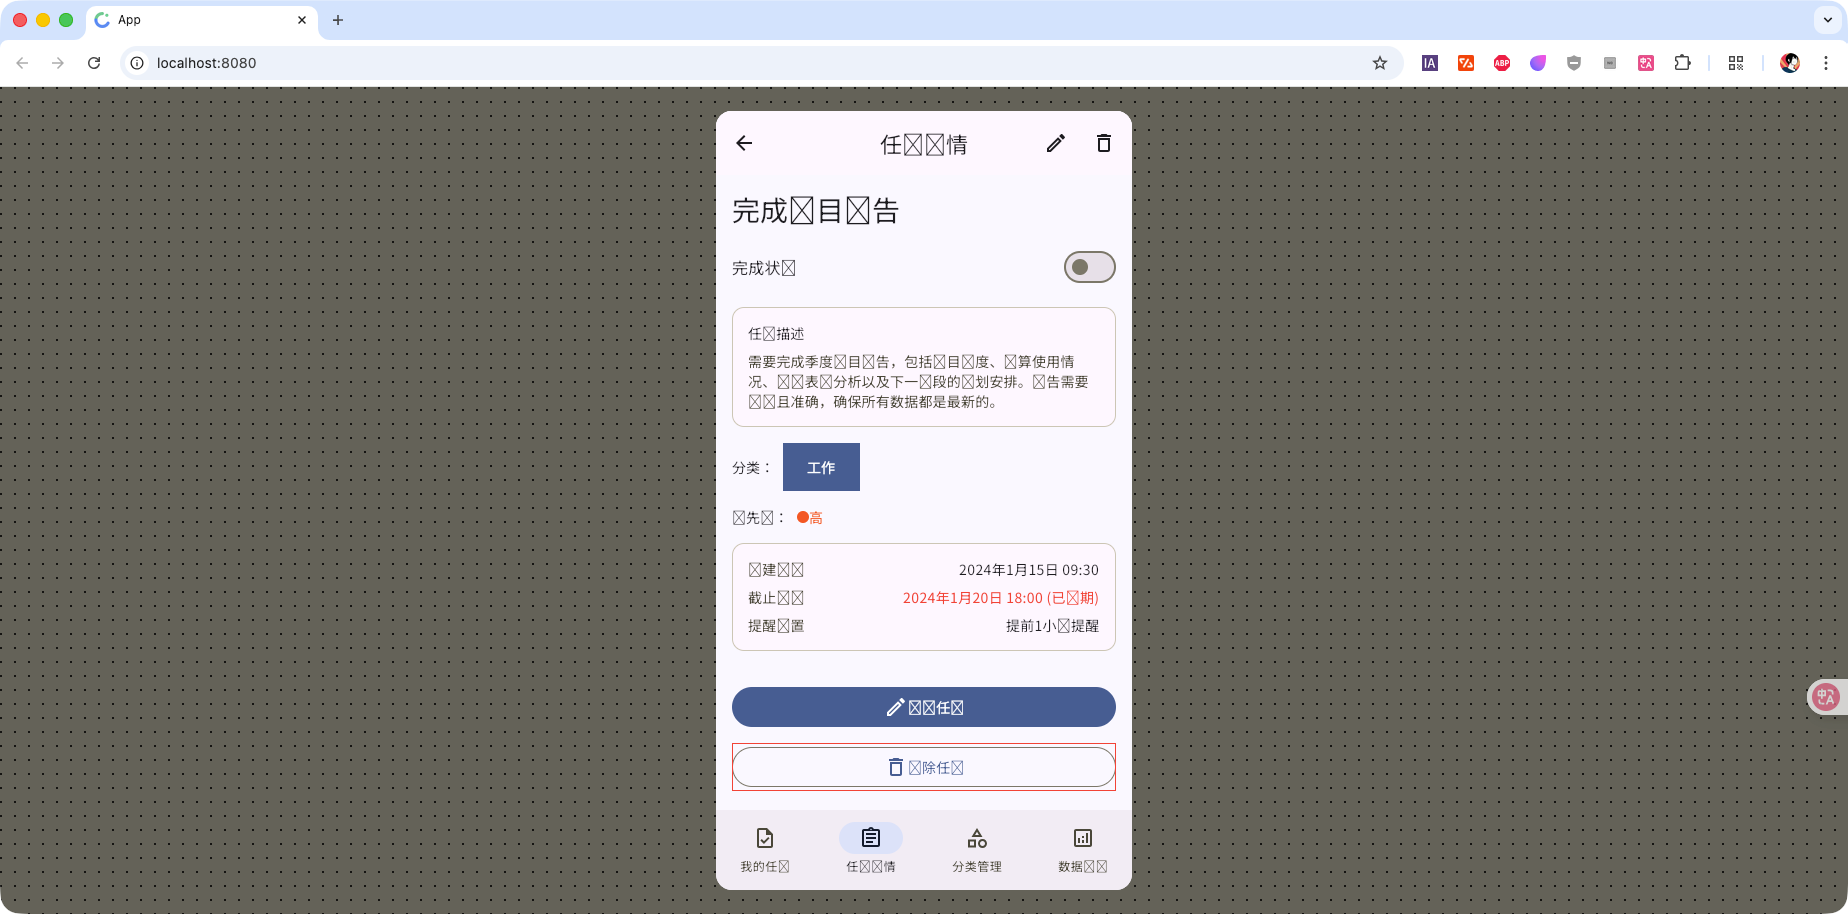 App
localhost:8080
任☒☒情
完成☒目☒告
完成状☒
任☒描述
需要完成季度☒目☒告，包括☒目☒度、☒算使用情
况、☒☒表☒分析以及下一☒段的☒划安排。☒告需要
☒☒且准确，确保所有数据都是最新的。
分类：
工作
☒先☒：
高
☒建☒☒
2024年1月15日 09:30
截止☒☒
2024年1月20日 18:00 (已☒期)
提醒☒置
提前1小☒提醒
☒☒任☒
☒除任☒
我的任☒
任☒☒情
分类管理
数据☒☒